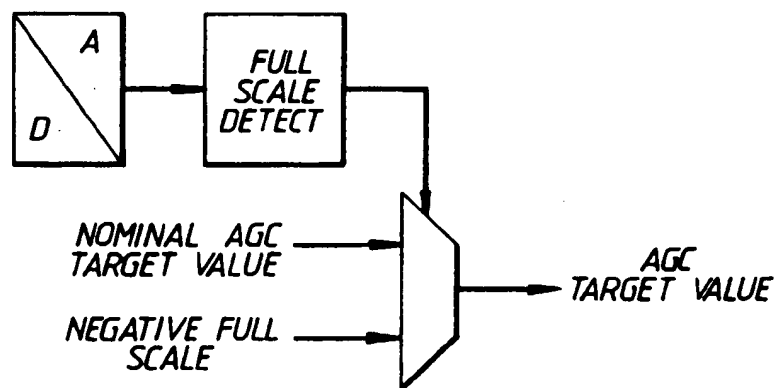 A
D
FULL
SCALE
DETECT
NOMINAL AGC
TARGET VALUE
NEGATIVE FULL
SCALE
AGC
TARGET VALUE